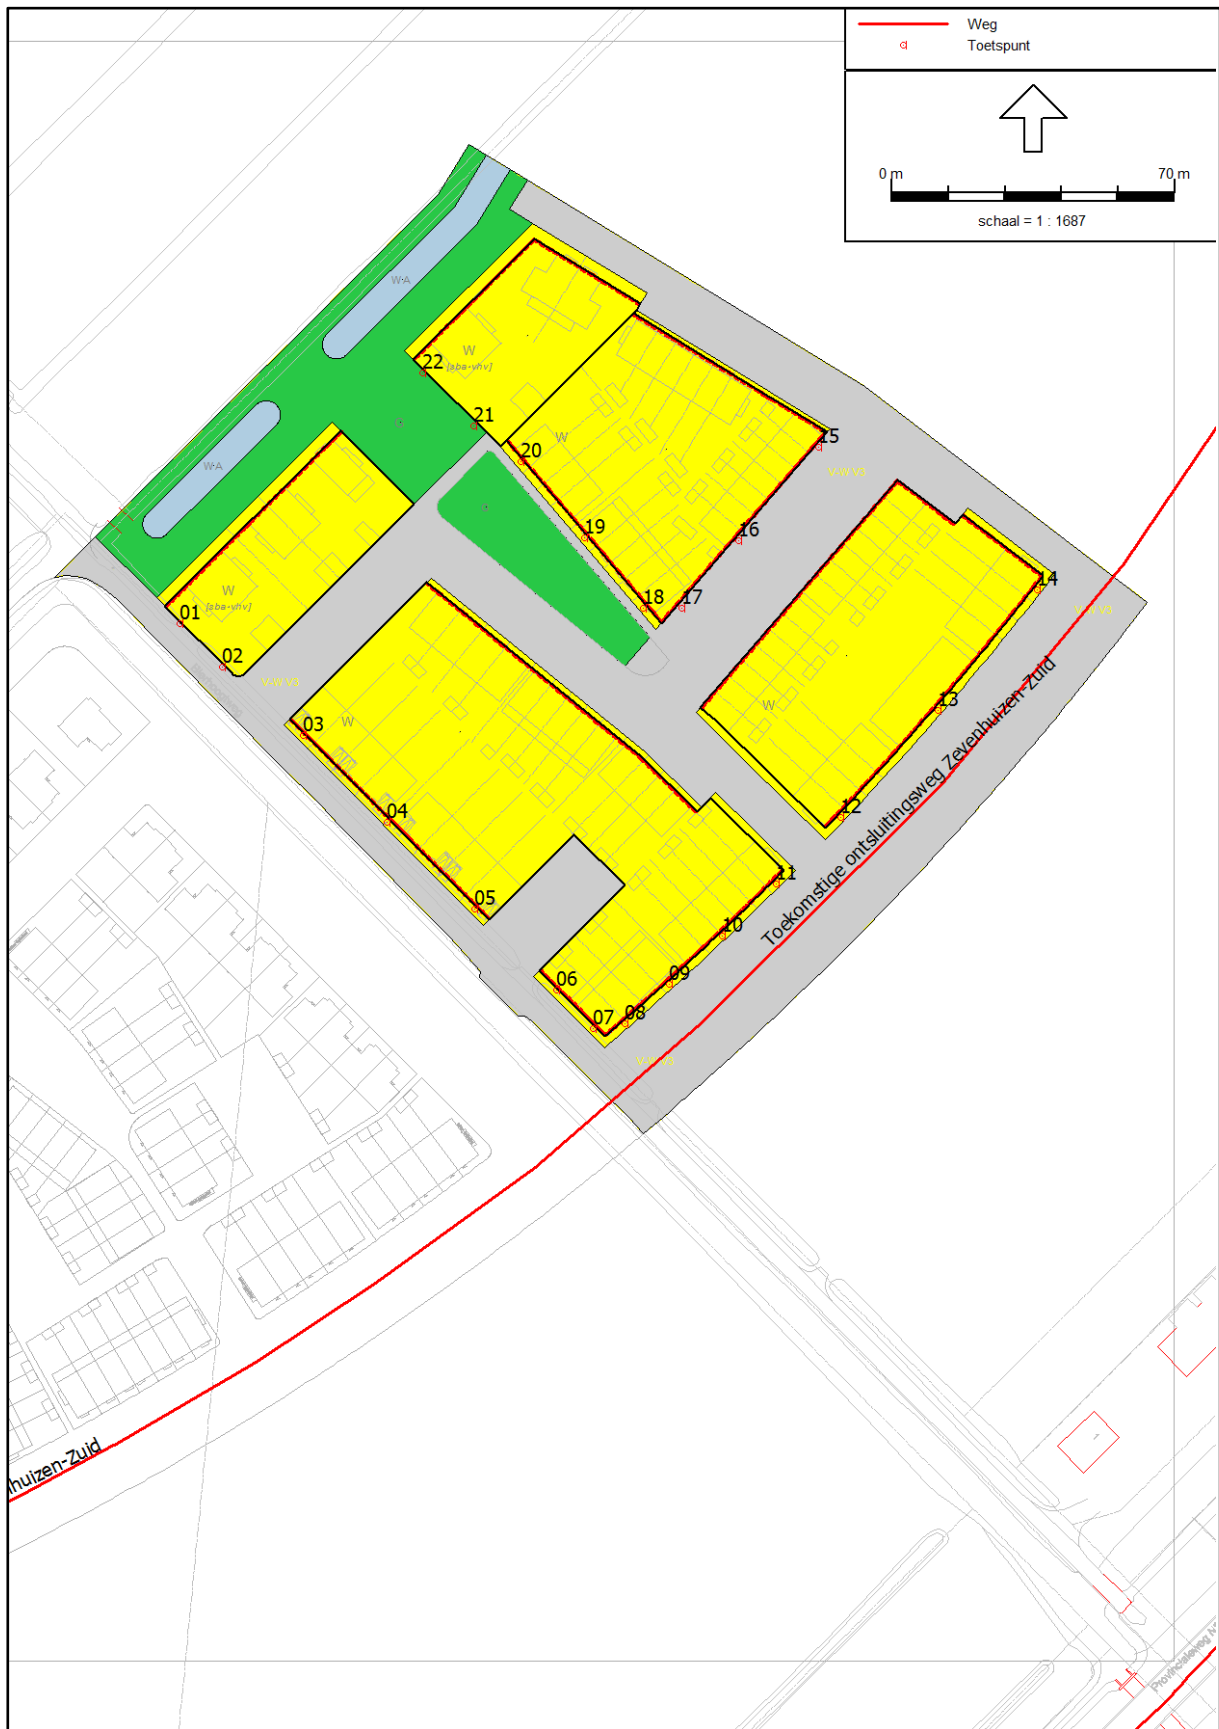 Weg
Toetspunt
0 m
70 m
schaal = 1 : 1687
W-A
22
W
[aba-vhv]
21
20
W
15
V-W V3
W-A
19
16
14
W
[aba-vhv]
01
18
17
V-W V3
02
V-W V3
03
W
W
13
Toekomstige ontsluitingsweg Zevenhuizen-Zuid
04
12
11
05
10
09
06
07
08
V-W V3
huizen-Zuid
Provincialeweg